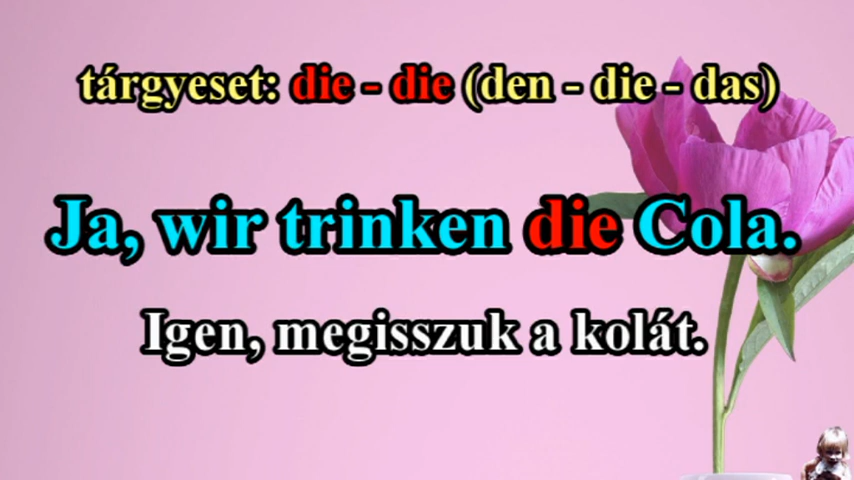 tárgyeset: die - die (den - die - das)
Ja, wir trinken die Cola.
Igen, megisszuk a kolát.